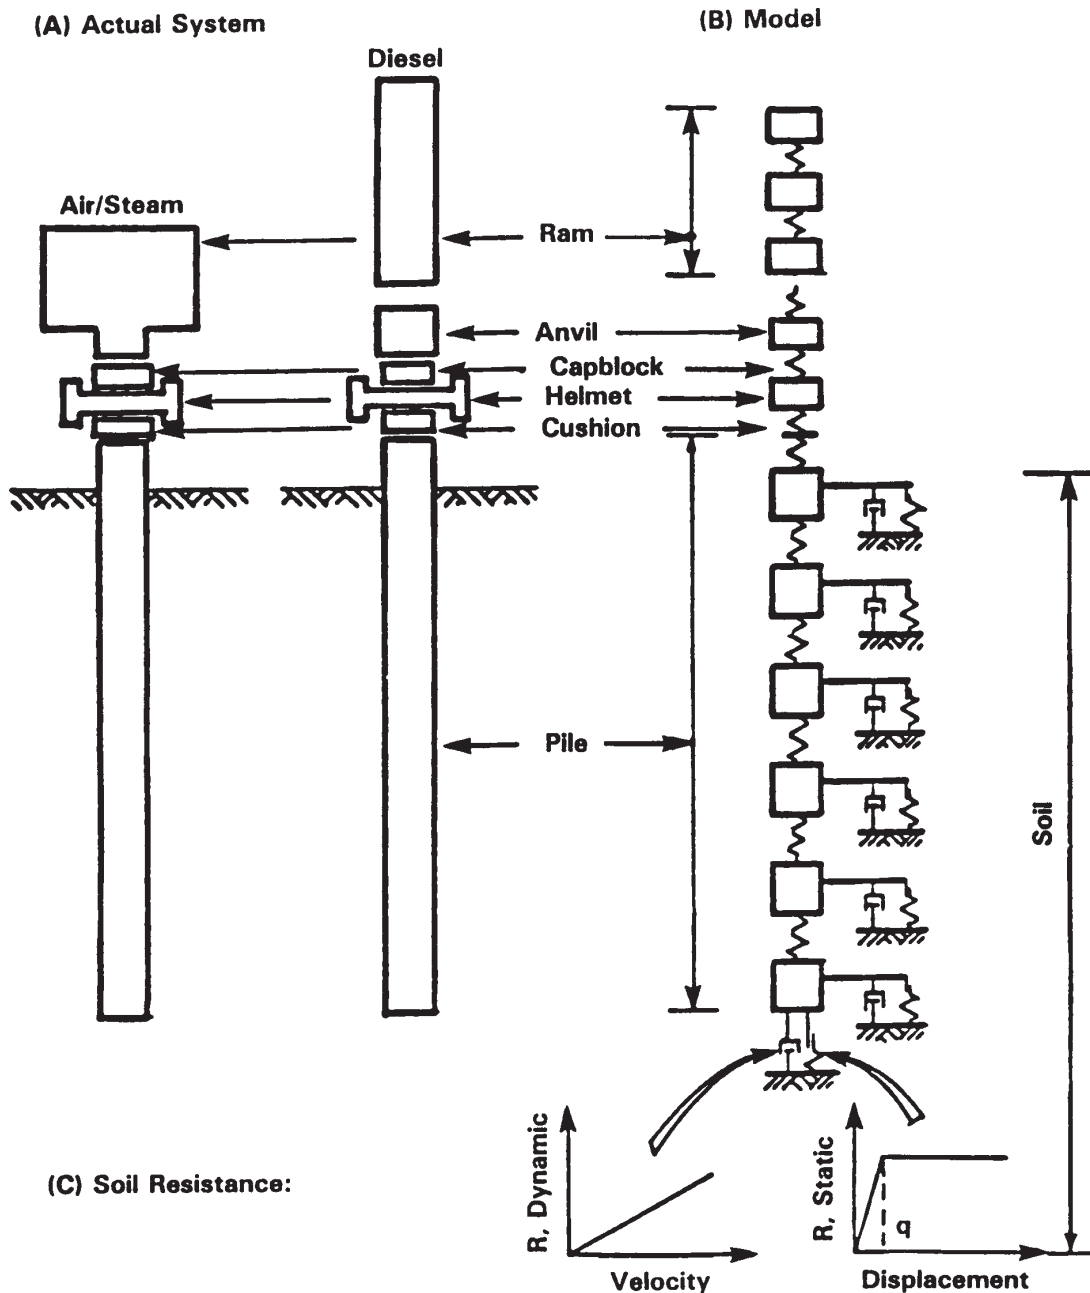 (A) Actual System
(B) Model
Diesel
Air/Steam
Ram
Anvil
Capblock
Helmet
Cushion
Pile
Soil
(C) Soil Resistance:
R, Dynamic
Velocity
R, Static
q
Displacement